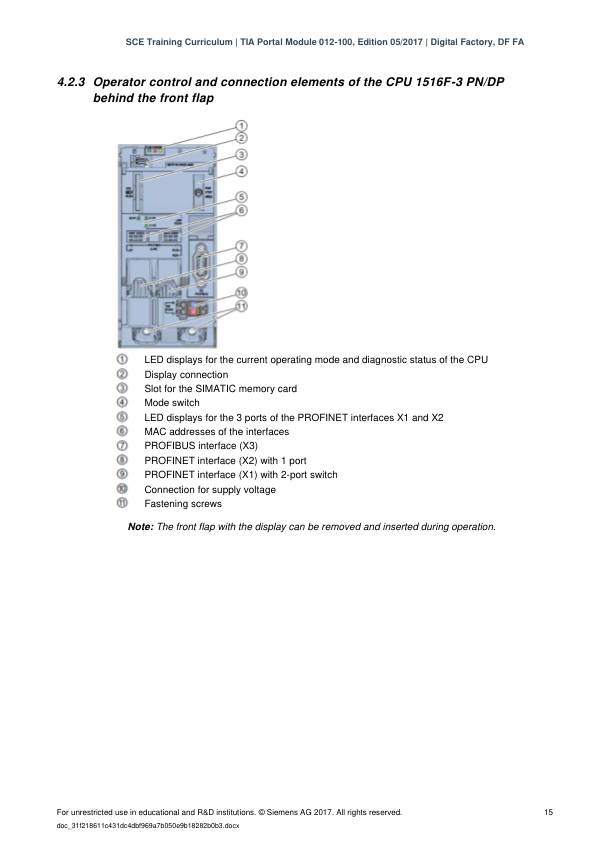 SCE Training Curriculum | TIA Portal Module 012-100, Edition 05/2017 | Digital Factory, DF FA
4.2.3 Operator control and connection elements of the CPU 1516F-3 PN/DP
behind the front flap
①
②
③
④
⑤
⑥
⑦
⑧
⑨
⑩
⑪
① LED displays for the current operating mode and diagnostic status of the CPU
② Display connection
③ Slot for the SIMATIC memory card
④ Mode switch
⑤ LED displays for the 3 ports of the PROFINET interfaces X1 and X2
⑥ MAC addresses of the interfaces
⑦ PROFIBUS interface (X3)
⑧ PROFINET interface (X2) with 1 port
⑨ PROFINET interface (X1) with 2-port switch
⑩ Connection for supply voltage
⑪ Fastening screws
Note: The front flap with the display can be removed and inserted during operation.
For unrestricted use in educational and R&D institutions. © Siemens AG 2017. All rights reserved. 15
doc_31f218611c431dc4dbf969a7b050e9b18282b0b3.docx